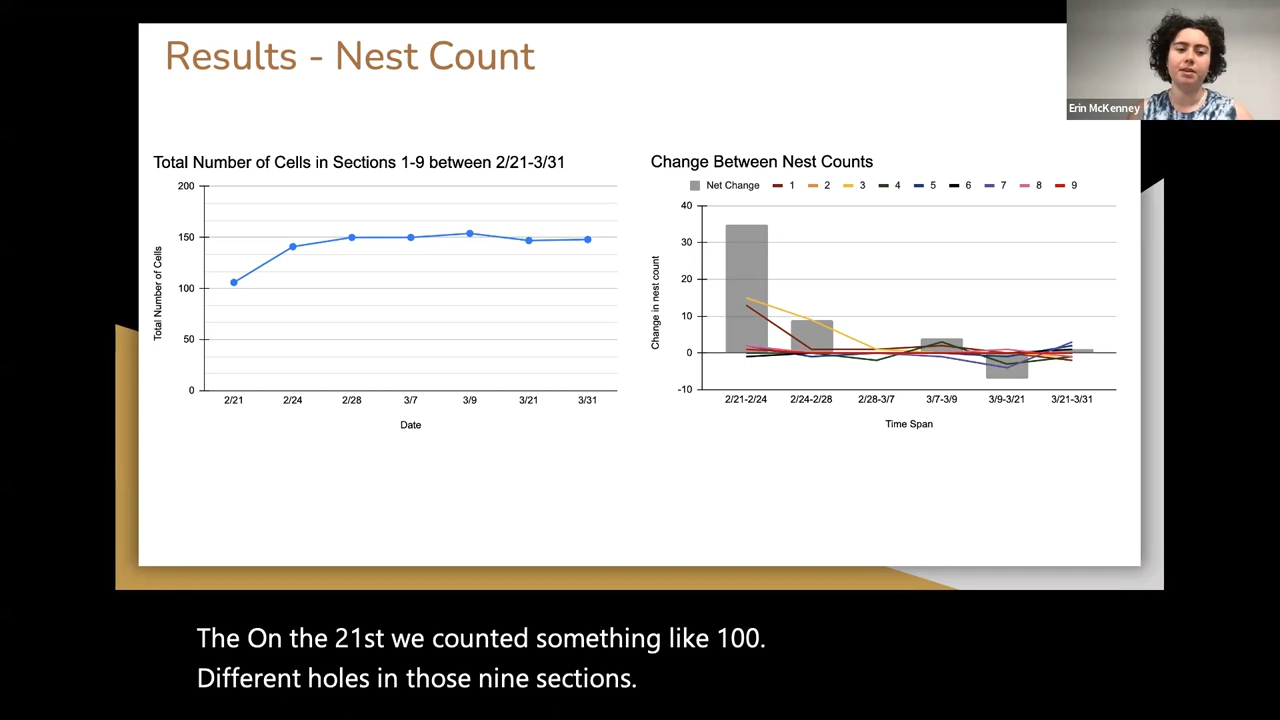 Results - Nest Count
Erin McKenney
Total Number of Cells in Sections 1-9 between 2/21-3/31
200
150
100
50
0
Total Number of Cells
2/21 2/24 2/28 3/7 3/9 3/21 3/31
Date
Change Between Nest Counts
Net Change 1 2 3 4 5 6 7 8 9
40
30
20
10
0
-10
Change in nest count
2/21-2/24 2/24-2/28 2/28-3/7 3/7-3/9 3/9-3/21 3/21-3/31
Time Span
The On the 21st we counted something like 100.
Different holes in those nine sections.